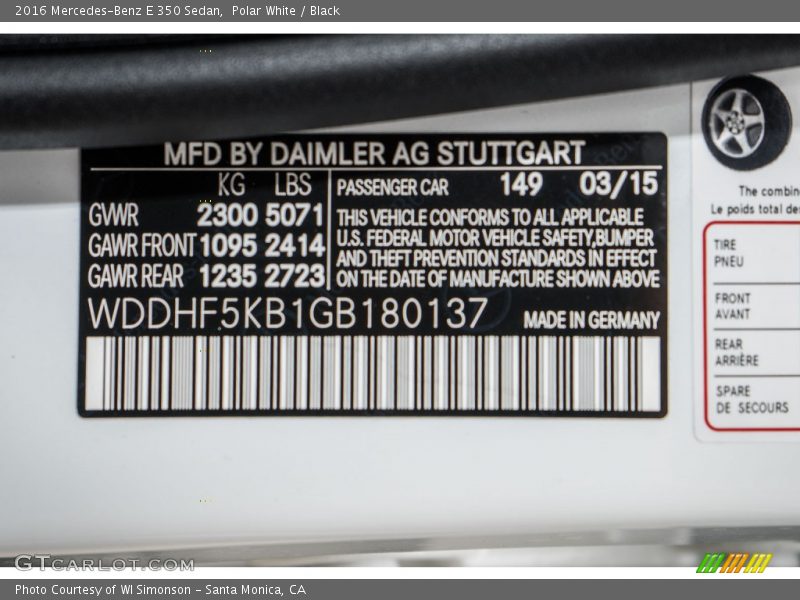 2016 Mercedes-Benz E 350 Sedan, Polar White / Black
MFD BY DAIMLER AG STUTTGART
KG LBS
GWR 2300 5071
GAWR FRONT 1095 2414
GAWR REAR 1235 2723
PASSENGER CAR 149 03/15
THIS VEHICLE CONFORMS TO ALL APPLICABLE
U.S. FEDERAL MOTOR VEHICLE SAFETY,BUMPER
AND THEFT PREVENTION STANDARDS IN EFFECT
ON THE DATE OF MANUFACTURE SHOWN ABOVE
WDDHF5KB1GB180137
MADE IN GERMANY
The combin
Le poids total des
TIRE
PNEU
FRONT
AVANT
REAR
ARRIÈRE
SPARE
DE SECOURS
GTCARLOT.COM
Photo Courtesy of WI Simonson – Santa Monica, CA